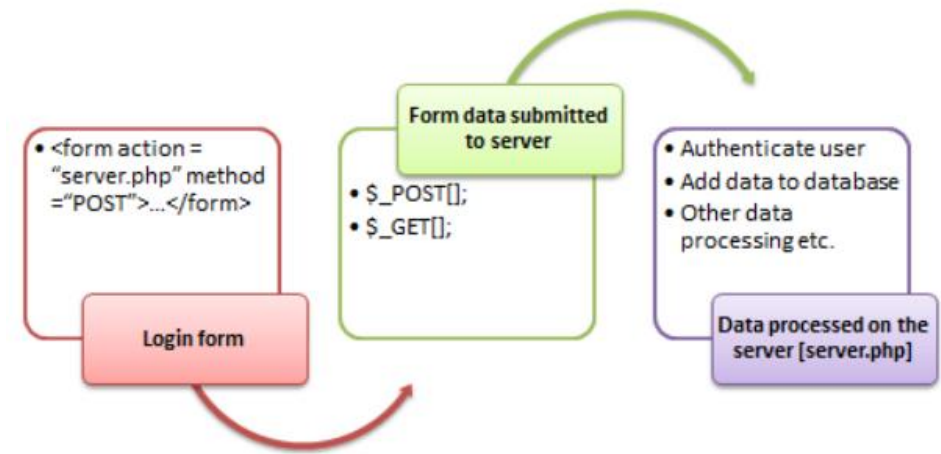 • <form action =
“server.php” method
=“POST”>...</form>
Login form
Form data submitted
to server
• $_POST[];
• $_GET[];
• Authenticate user
• Add data to database
• Other data
processing etc.
Data processed on the
server [server.php]